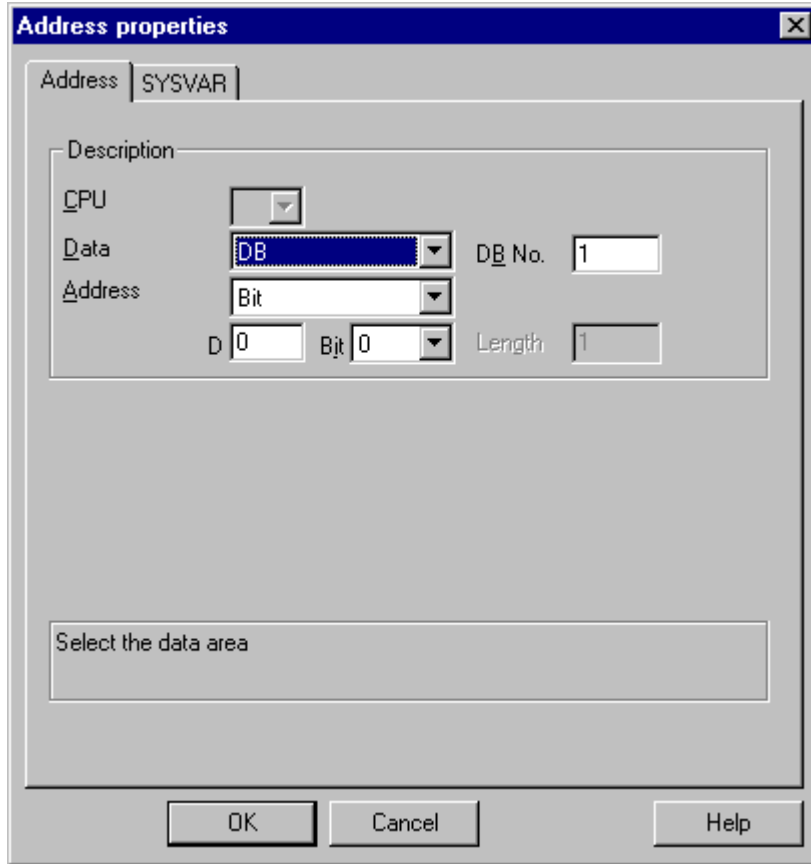 Address properties
Address SYSVAR
Description
CPU
Data DB DB No. 1
Address Bit
D 0 Bit 0 Length 1
Select the data area
OK Cancel Help